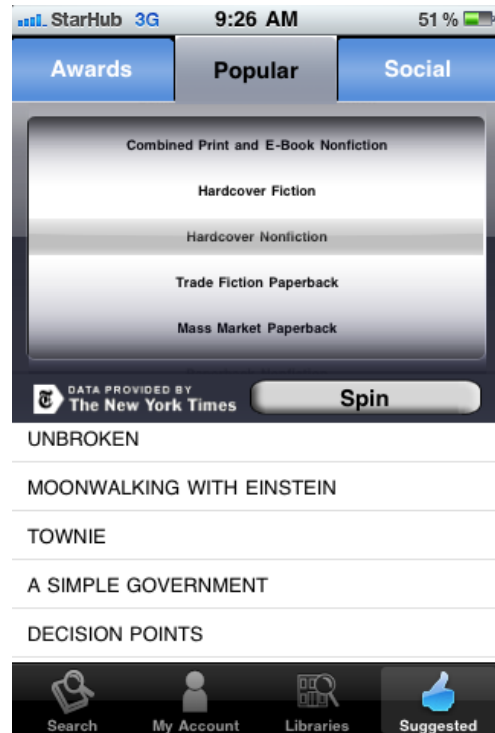 StarHub 3G 9:26 AM 51 %
Awards Popular Social
Combined Print and E-Book Nonfiction
Hardcover Fiction
Hardcover Nonfiction
Trade Fiction Paperback
Mass Market Paperback
DATA PROVIDED BY
The New York Times
Spin
UNBROKEN
MOONWALKING WITH EINSTEIN
TOWNIE
A SIMPLE GOVERNMENT
DECISION POINTS
Search My Account Libraries Suggested